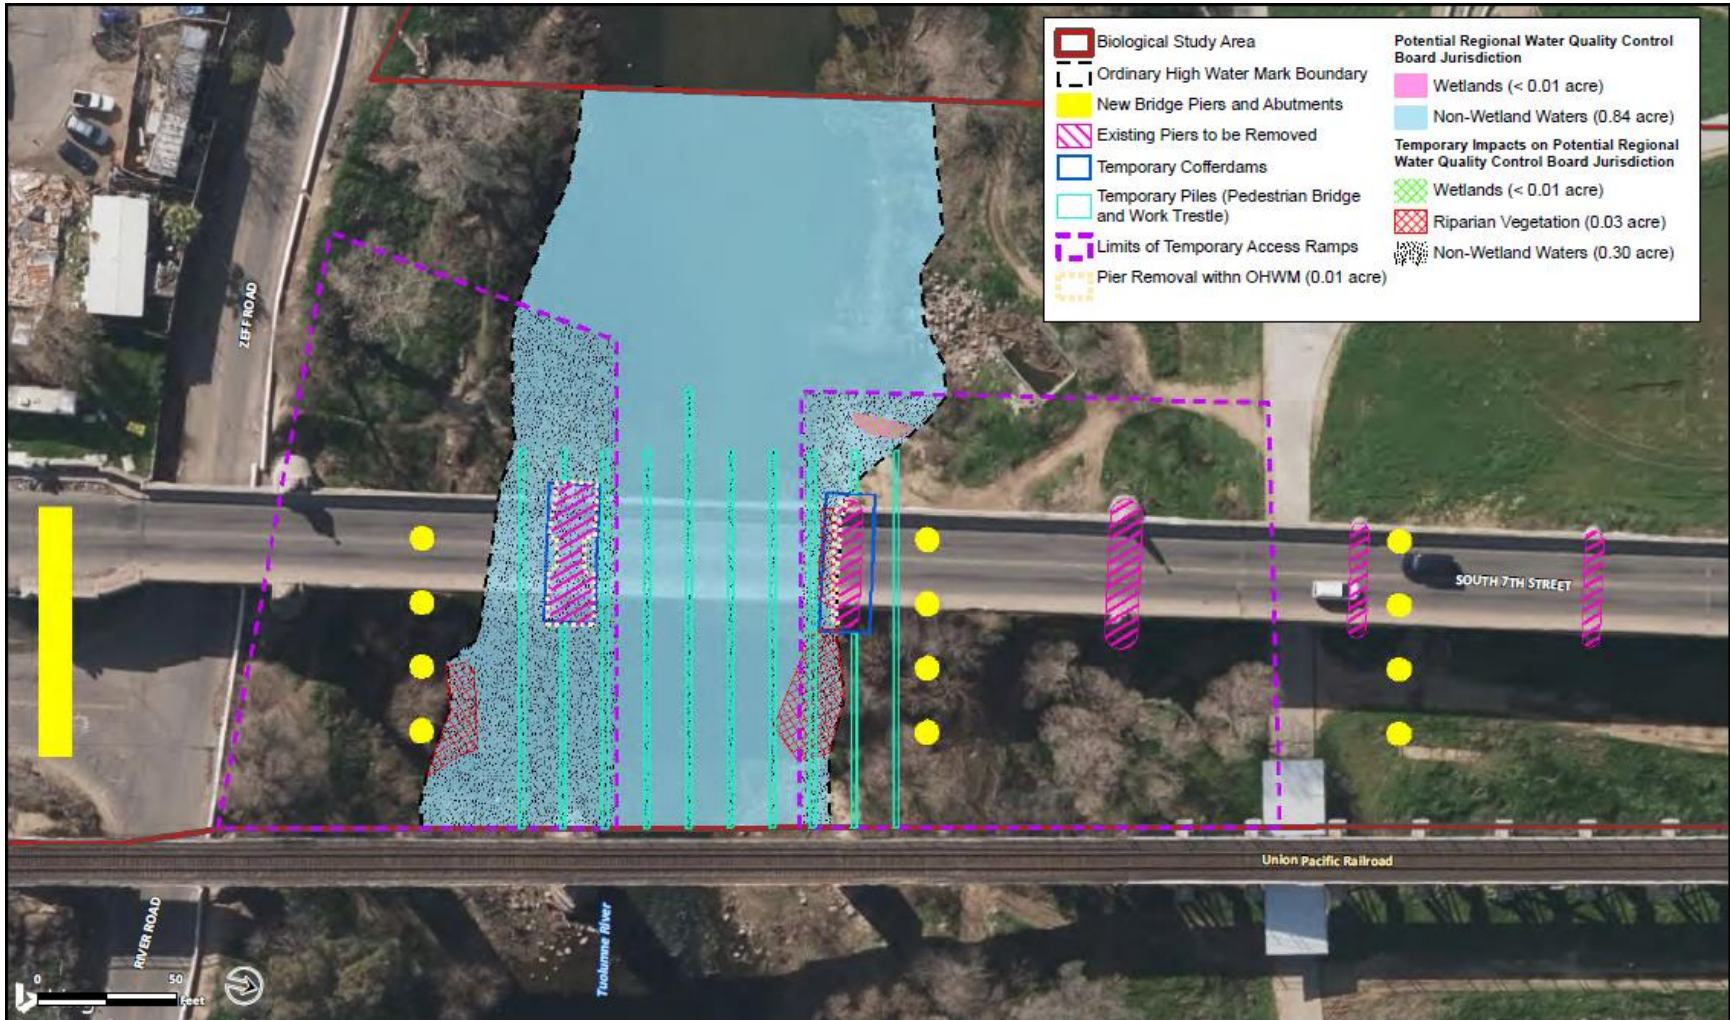 Biological Study Area
Ordinary High Water Mark Boundary
New Bridge Piers and Abutments
Existing Piers to be Removed
Temporary Cofferdams
Temporary Piles (Pedestrian Bridge
and Work Trestle)
Limits of Temporary Access Ramps
Pier Removal withn OHWM (0.01 acre)
Potential Regional Water Quality Control
Board Jurisdiction
Wetlands (< 0.01 acre)
Non-Wetland Waters (0.84 acre)
Temporary Impacts on Potential Regional
Water Quality Control Board Jurisdiction
Wetlands (< 0.01 acre)
Riparian Vegetation (0.03 acre)
Non-Wetland Waters (0.30 acre)
ZEFF ROAD
SOUTH 7TH STREET
Union Pacific Railroad
RIVER ROAD
Tuolumne River
0 50
Feet